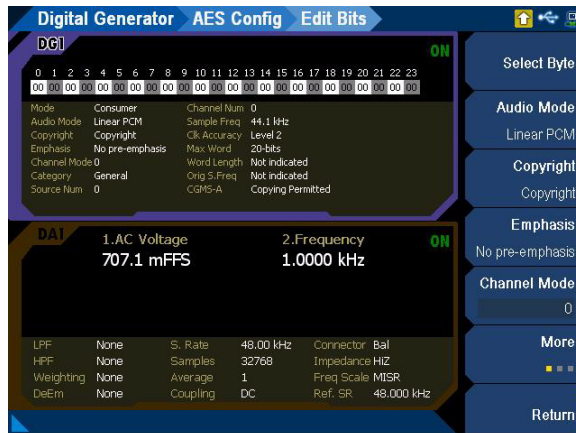 Digital Generator AES Config Edit Bits
DG1 ON
0 1 2 3 4 5 6 7 8 9 10 11 12 13 14 15 16 17 18 19 20 21 22 23
00 00 00 00 00 00 00 00 00 00 00 00 00 00 00 00 00 00 00 00 00 00 00 00
Mode Consumer Channel Num 0
Audio Mode Linear PCM Sample Freq 44.1 kHz
Copyright Copyright Clk Accuracy Level 2
Emphasis No pre-emphasis Max Word 20-bits
Channel Mode 0 Word Length Not indicated
Category General Orig S.Freq Not indicated
Source Num 0 CGMS-A Copying Permitted
DA1 1.AC Voltage 2.Frequency ON
707.1 mFFS 1.0000 kHz
LPF None S. Rate 48.00 kHz Connector Bal
HPF None Samples 32768 Impedance HiZ
Weighting None Average 1 Freq Scale MISR
DeEm None Coupling DC Ref. SR 48.000 kHz
Select Byte
Audio Mode
Linear PCM
Copyright
Copyright
Emphasis
No pre-emphasis
Channel Mode
0
More
Return